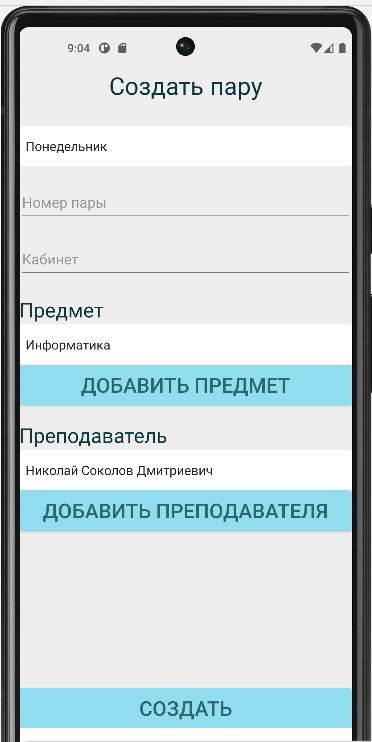 9:04
Создать пару
Понедельник
Номер пары
Кабинет
Предмет
Информатика
ДОБАВИТЬ ПРЕДМЕТ
Преподаватель
Николай Соколов Дмитриевич
ДОБАВИТЬ ПРЕПОДАВАТЕЛЯ
СОЗДАТЬ